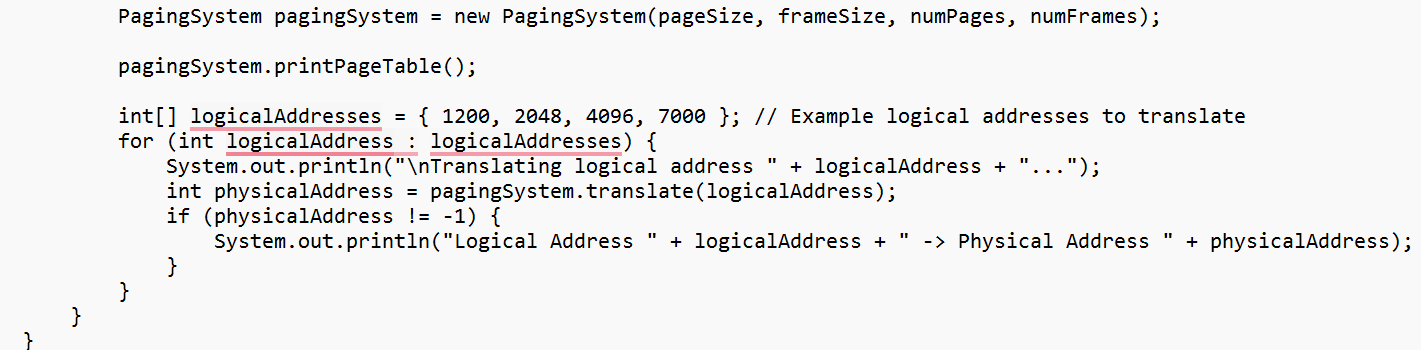 PagingSystem pagingSystem = new PagingSystem(pageSize, frameSize, numPages, numFrames);
pagingSystem.printPageTable();
int[] logicalAddresses = { 1200, 2048, 4096, 7000 }; // Example logical addresses to translate
for (int logicalAddress : logicalAddresses) {
System.out.println("\nTranslating logical address " + logicalAddress + "...");
int physicalAddress = pagingSystem.translate(logicalAddress);
if (physicalAddress != -1) {
System.out.println("Logical Address " + logicalAddress + " -> Physical Address " + physicalAddress);
}
}
}
}